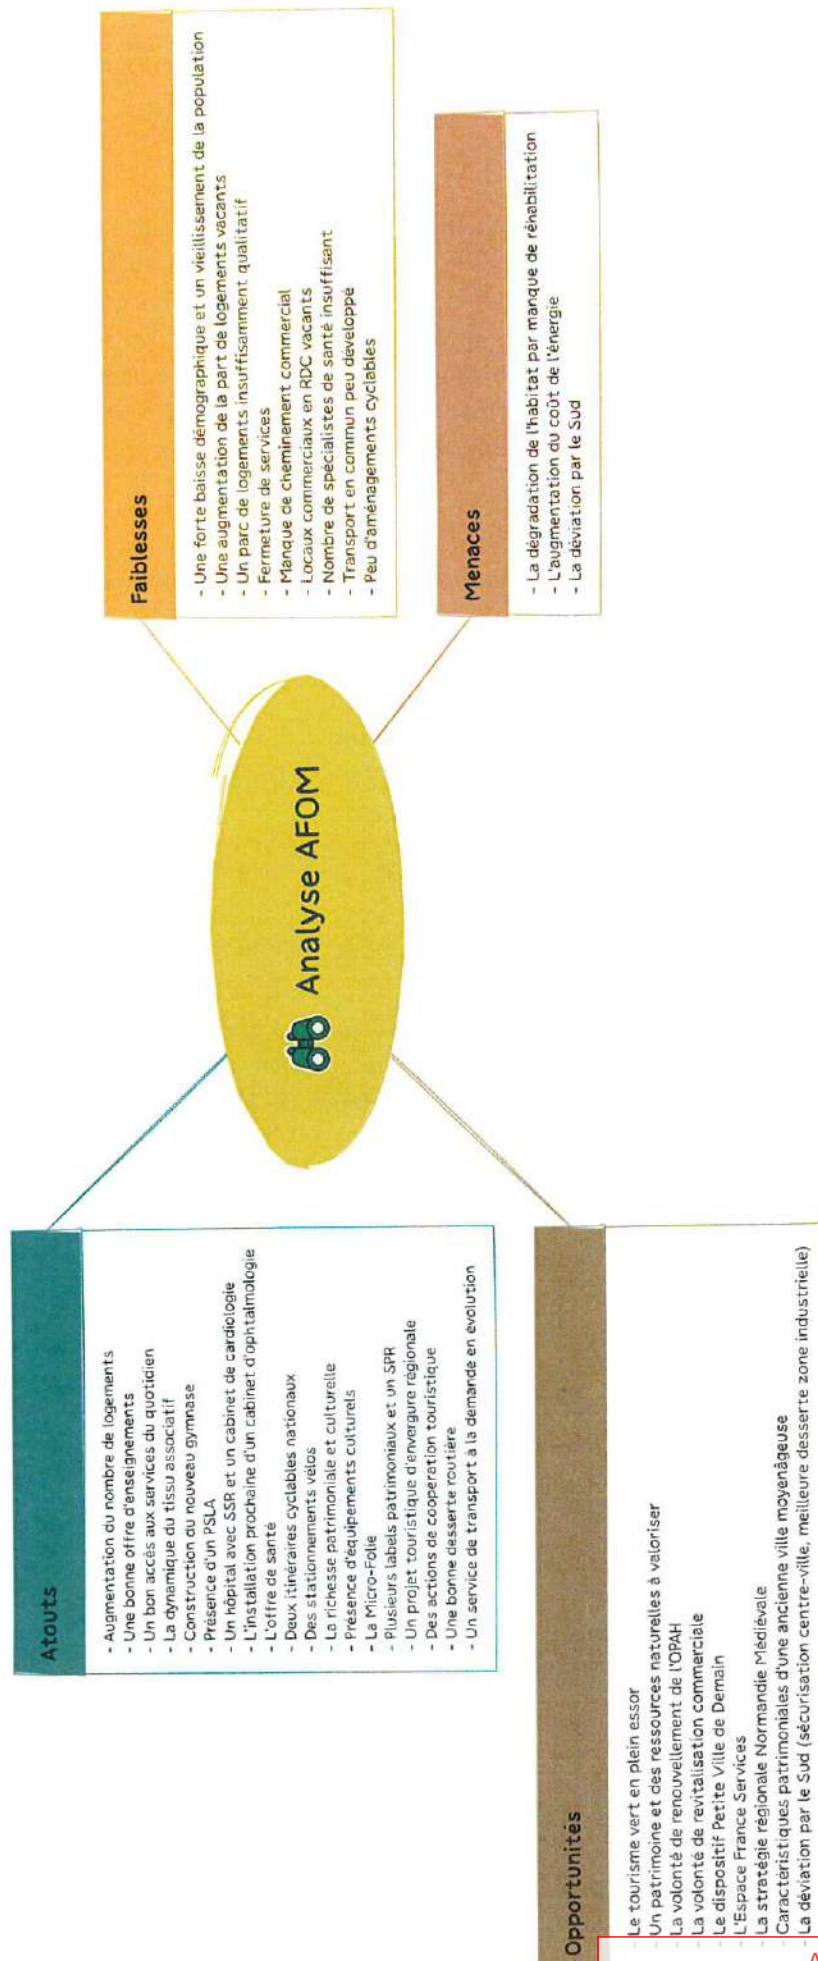 Atouts
- Augmentation du nombre de logements
- Une bonne offre d'enseignements
- Un bon accès aux services du quotidien
- La dynamique du tissu associatif
- Construction du nouveau gymnase
- Présence d'un PSLA
- Un hôpital avec SSR et un cabinet de cardiologie
- L'installation prochaine d'un cabinet d'ophtalmologie
- L'offre de santé
- Deux itinéraires cyclables nationaux
- Des stationnements vélos
- La richesse patrimoniale et culturelle
- Présence d'équipements culturels
- La Micro-Folie
- Plusieurs labels patrimoniaux et un SPR
- Un projet touristique d'envergure régionale
- Des actions de coopération touristique
- Une bonne desserte routière
- Un service de transport à la demande en évolution
Faiblesses
- Une forte baisse démographique et un vieillissement de la population
- Une augmentation de la part de logements vacants
- Un parc de logements insuffisamment qualitatif
- Fermeture de services
- Manque de cheminement commercial
- Locaux commerciaux en RDC vacants
- Nombre de spécialistes de santé insuffisant
- Transport en commun peu développé
- Peu d'aménagements cyclables
Analyse AFOM
Opportunités
- Le tourisme vert en plein essor
- Un patrimoine et des ressources naturelles à valoriser
- La volonté de renouvellement de l'OPAH
- La volonté de revitalisation commerciale
- Le dispositif Petite Ville de Demain
- L'Espace France Services
- La stratégie régionale Normandie Médiévale
- Caractéristiques patrimoniales d'une ancienne ville moyenâgeuse
- La déviation par le Sud (sécurisation centre-ville, meilleure desserte zone industrielle)
Menaces
- La dégradation de l'habitat par manque de réhabilitation
- L'augmentation du coût de l'énergie
- La déviation par le Sud